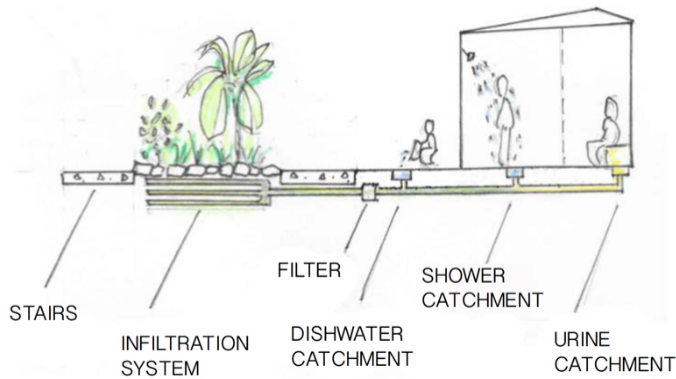 FILTER
SHOWER
CATCHMENT
STAIRS
INFILTRATION
SYSTEM
DISHWATER
CATCHMENT
URINE
CATCHMENT